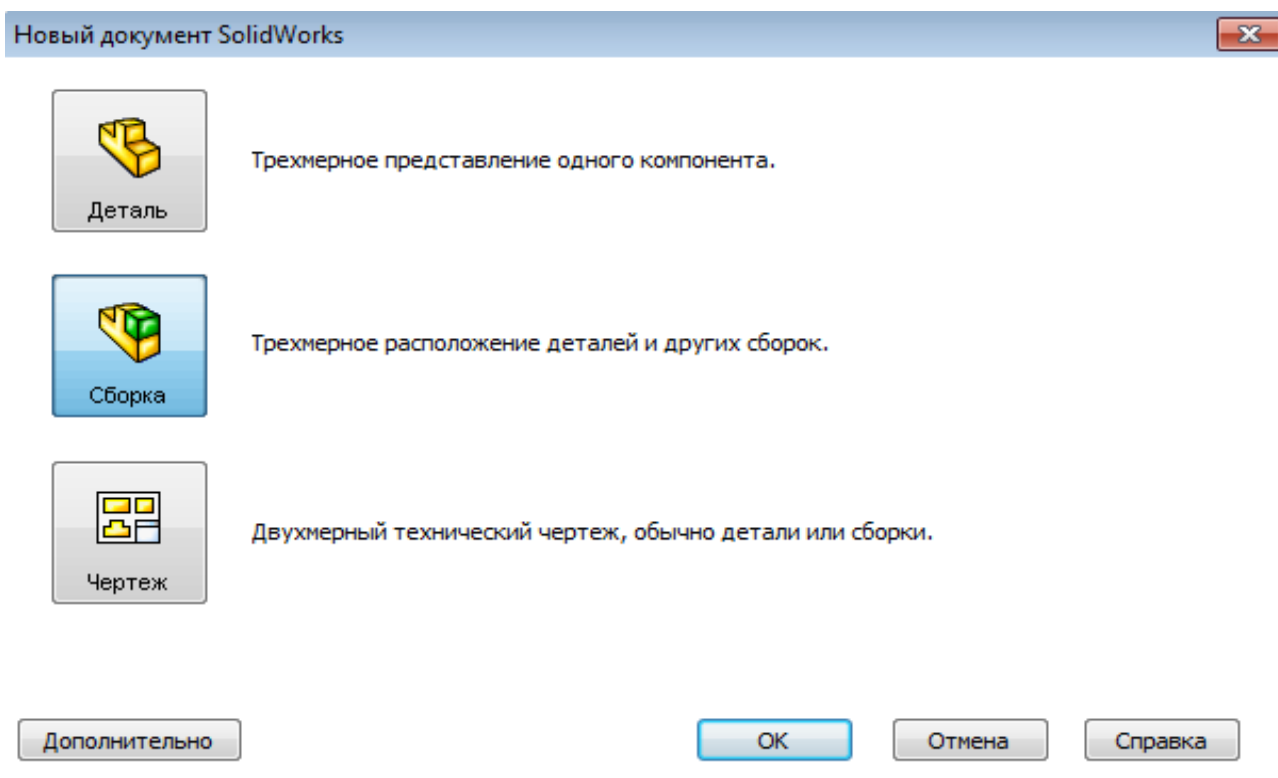 Новый документ SolidWorks
Деталь
Трехмерное представление одного компонента.
Сборка
Трехмерное расположение деталей и других сборок.
Чертеж
Двухмерный технический чертеж, обычно детали или сборки.
Дополнительно
OK
Отмена
Справка